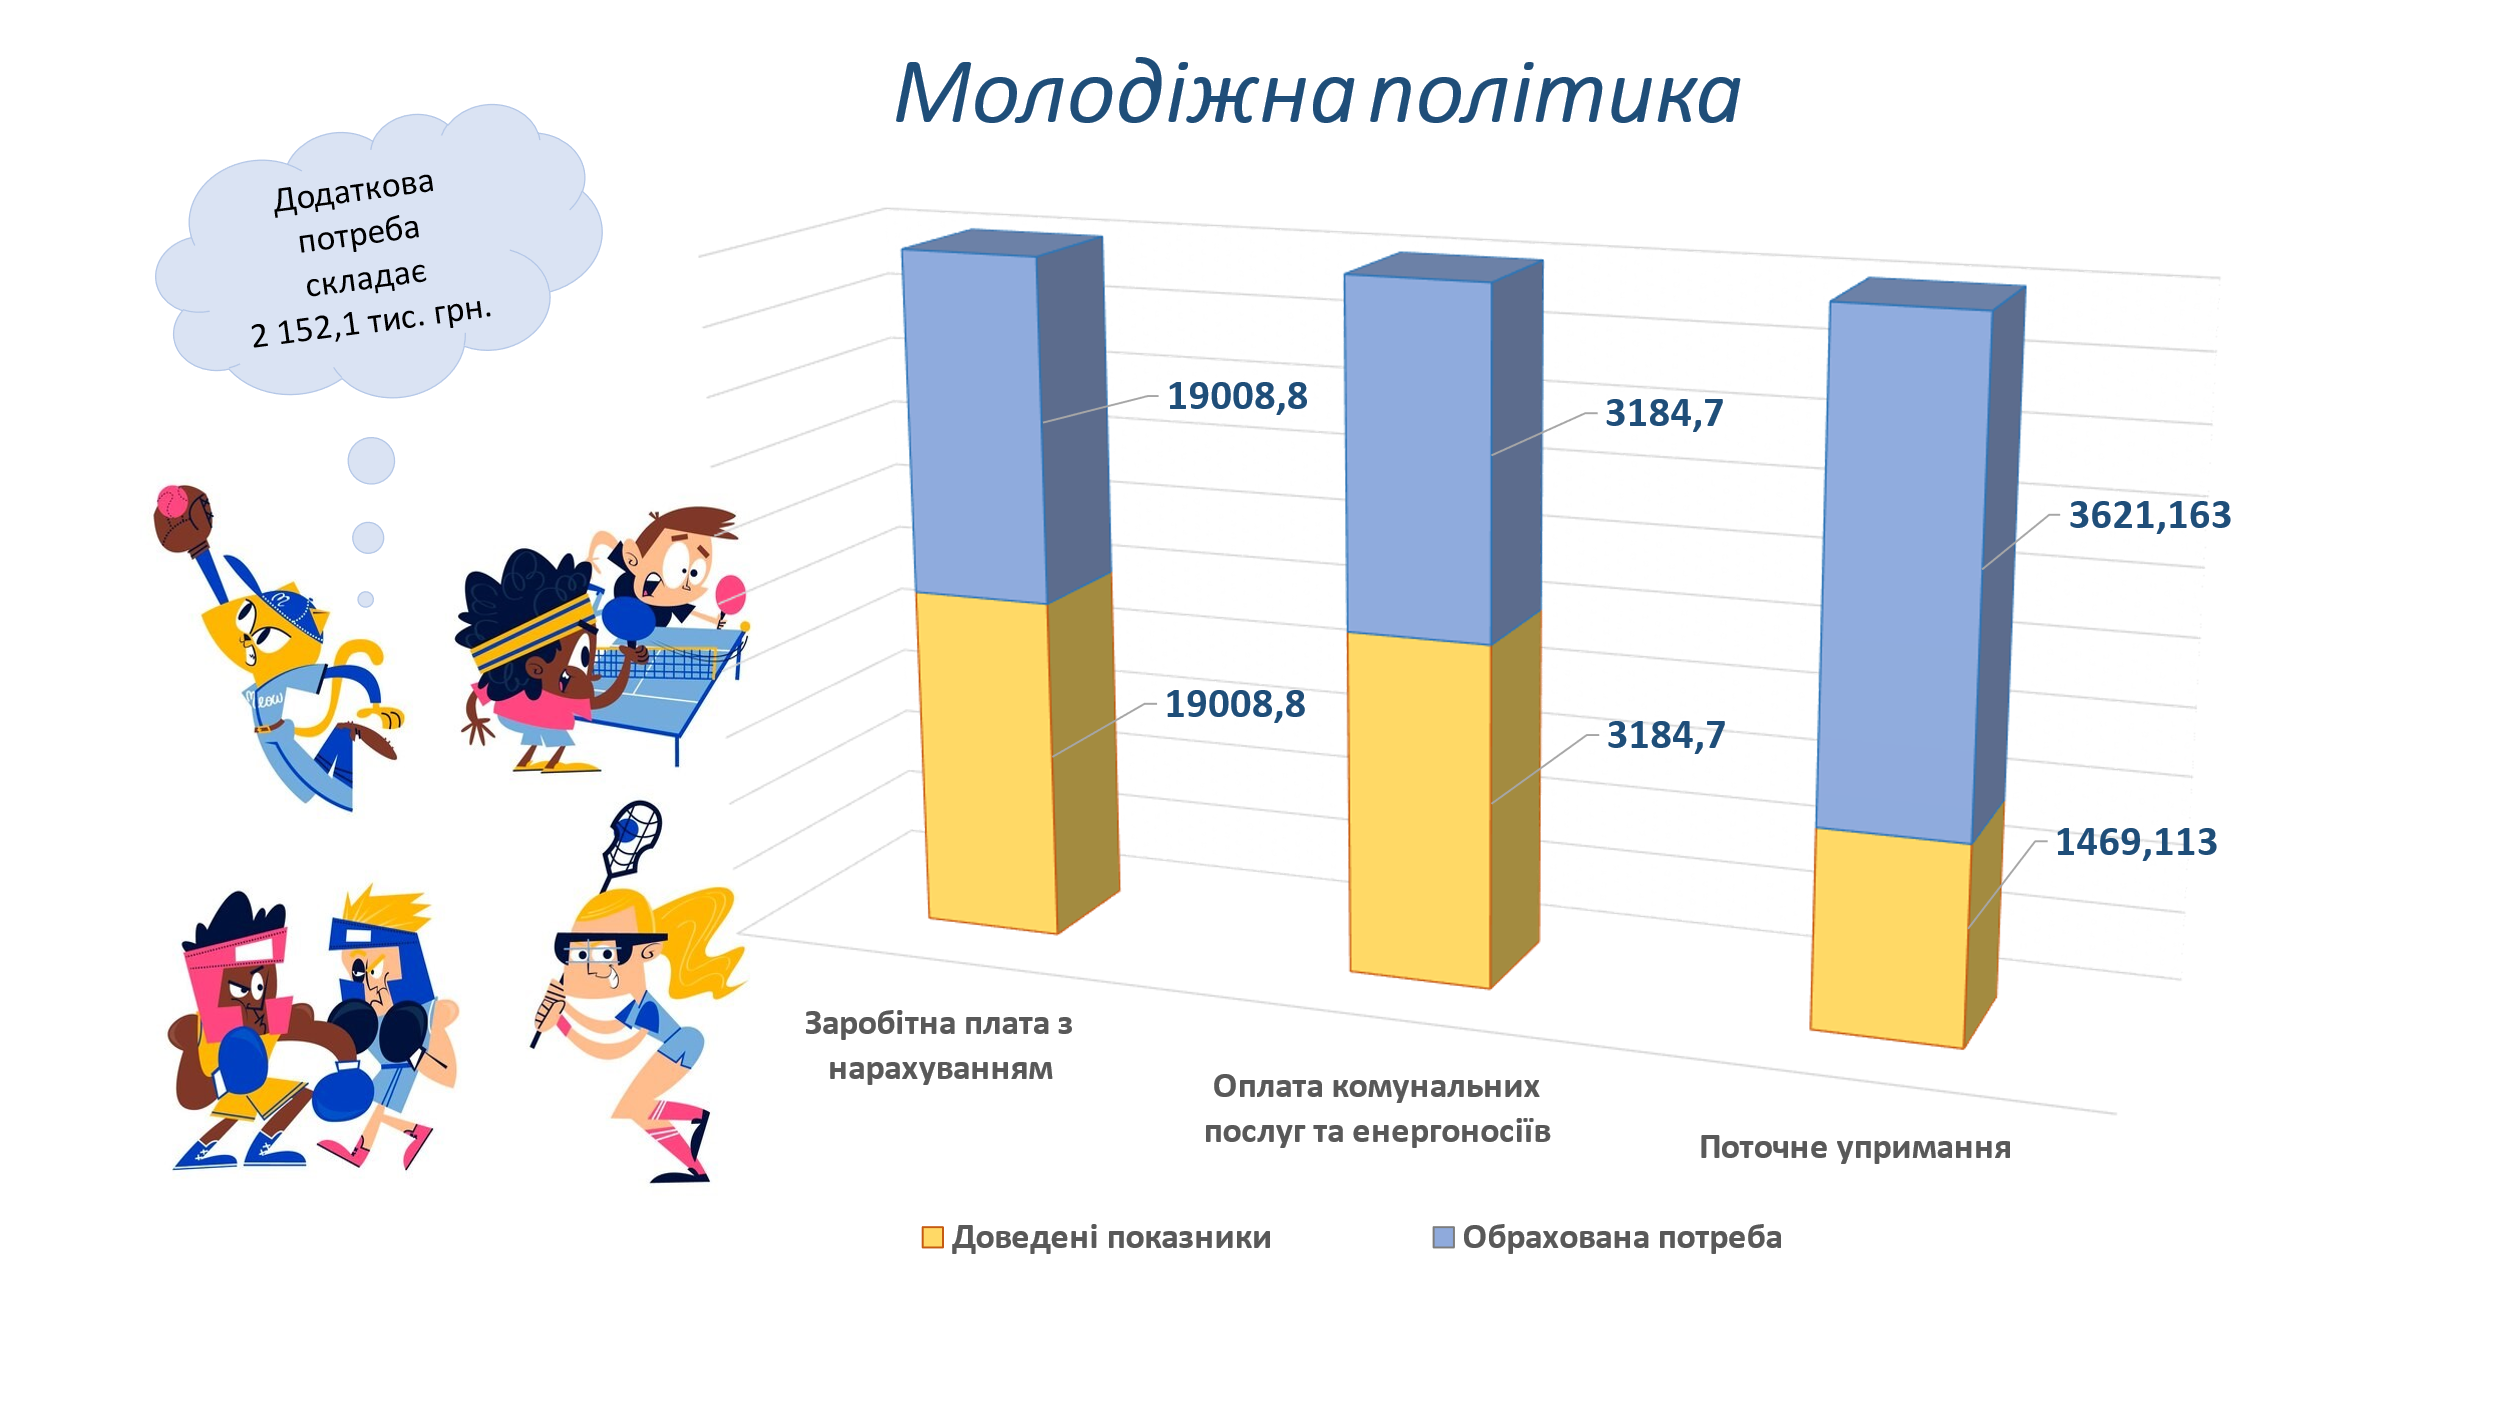 Молодіжна політика
Додаткова
потреба
складає
2 152,1 тис. грн.
19008,8
3184,7
3621,163
19008,8
3184,7
1469,113
Meow
Заробітна плата з
нарахуванням
Оплата комунальних
послуг та енергоносіїв
Поточне упримання
Доведені показники
Обрахована потреба